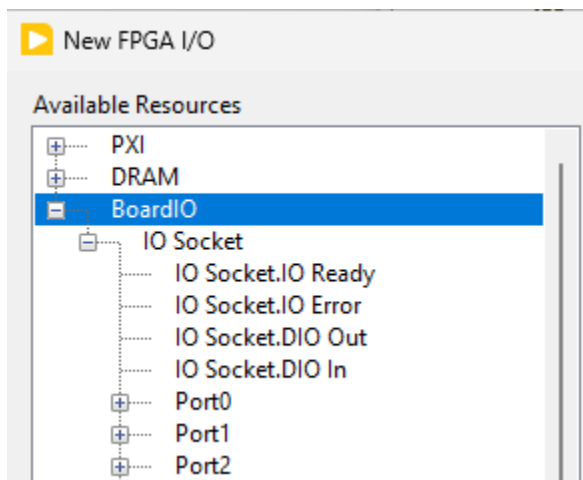 New FPGA I/O
Available Resources
PXI
DRAM
BoardIO
IO Socket
IO Socket.IO Ready
IO Socket.IO Error
IO Socket.DIO Out
IO Socket.DIO In
Port0
Port1
Port2